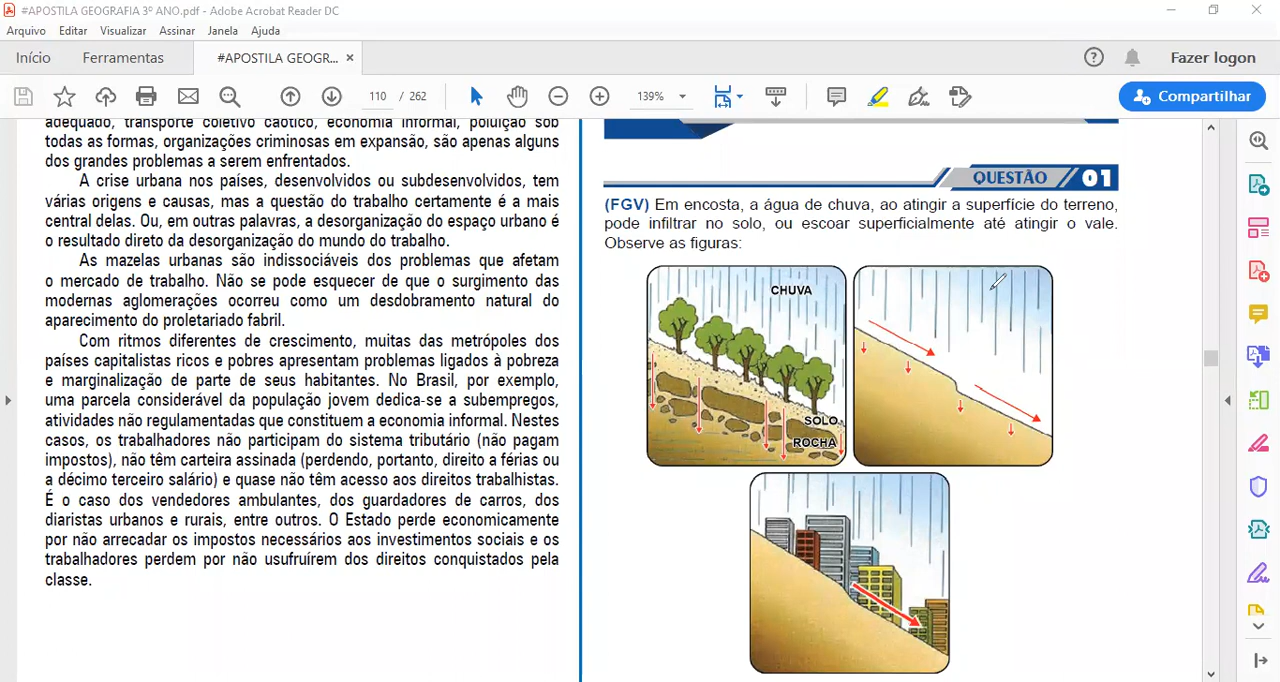 #APOSTILA GEOGRAFIA 3º ANO.pdf - Adobe Acrobat Reader DC
Arquivo Editar Visualizar Assinar Janela Ajuda
Início Ferramentas #APOSTILA GEOGR... × Fazer logon
110 / 262 139% Compartilhar
adequado, transporte coletivo caótico, economia informal, poluição sob
todas as formas, organizações criminosas em expansão, são apenas alguns
dos grandes problemas a serem enfrentados.
A crise urbana nos países, desenvolvidos ou subdesenvolvidos, tem
várias origens e causas, mas a questão do trabalho certamente é a mais
central delas. Ou, em outras palavras, a desorganização do espaço urbano é
o resultado direto da desorganização do mundo do trabalho.
As mazelas urbanas são indissociáveis dos problemas que afetam
o mercado de trabalho. Não se pode esquecer de que o surgimento das
modernas aglomerações ocorreu como um desdobramento natural do
aparecimento do proletariado fabril.
Com ritmos diferentes de crescimento, muitas das metrópoles dos
países capitalistas ricos e pobres apresentam problemas ligados à pobreza
e marginalização de parte de seus habitantes. No Brasil, por exemplo,
uma parcela considerável da população jovem dedica-se a subempregos,
atividades não regulamentadas que constituem a economia informal. Nestes
casos, os trabalhadores não participam do sistema tributário (não pagam
impostos), não têm carteira assinada (perdendo, portanto, direito a férias ou
a décimo terceiro salário) e quase não têm acesso aos direitos trabalhistas.
É o caso dos vendedores ambulantes, dos guardadores de carros, dos
diaristas urbanos e rurais, entre outros. O Estado perde economicamente
por não arrecadar os impostos necessários aos investimentos sociais e os
trabalhadores perdem por não usufruírem dos direitos conquistados pela
classe.
QUESTÃO 01
(FGV) Em encosta, a água de chuva, ao atingir a superfície do terreno,
pode infiltrar no solo, ou escoar superficialmente até atingir o vale.
Observe as figuras:
CHUVA
SOLO
ROCHA